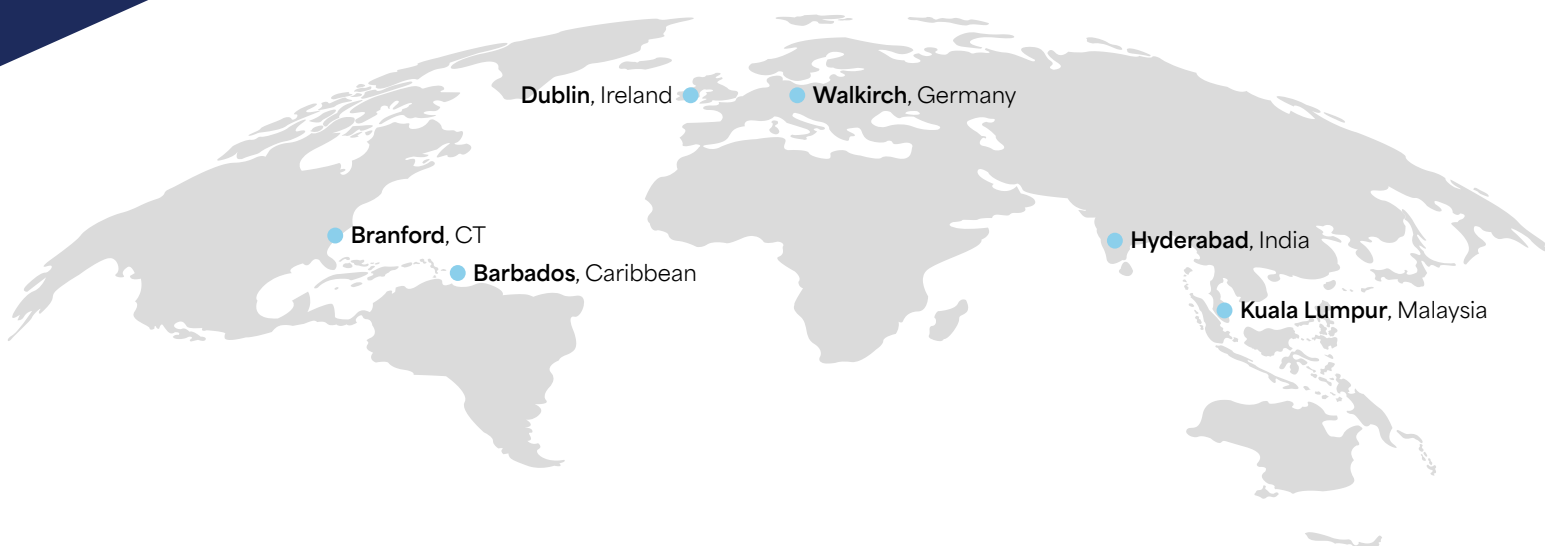 Dublin, Ireland
Walkirch, Germany
Branford, CT
Hyderabad, India
Barbados, Caribbean
Kuala Lumpur, Malaysia